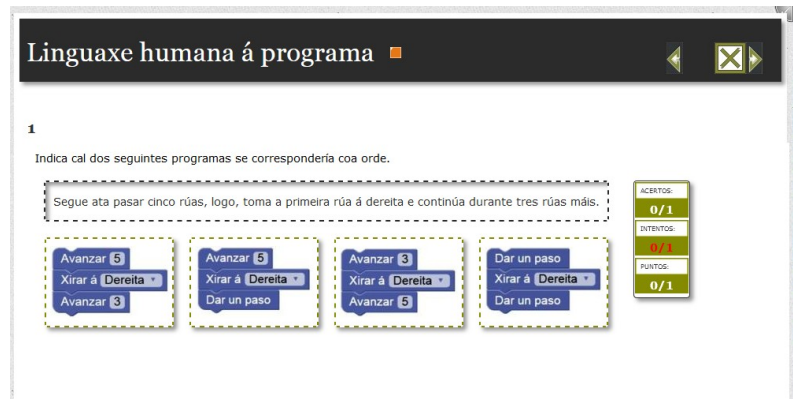 Linguaxe humana á programa
1
Indica cal dos seguintes programas se correspondería coa orde.
Segue ata pasar cinco rúas, logo, toma a primeira rúa á dereita e continúa durante tres rúas máis.
Avanzar 5
Xirar á Dereita
Avanzar 3
Avanzar 5
Xirar á Dereita
Dar un paso
Avanzar 3
Xirar á Dereita
Avanzar 5
Dar un paso
Xirar á Dereita
Dar un paso
ACERTOS:
0/1
INTENTOS:
0/1
PUNTOS:
0/1